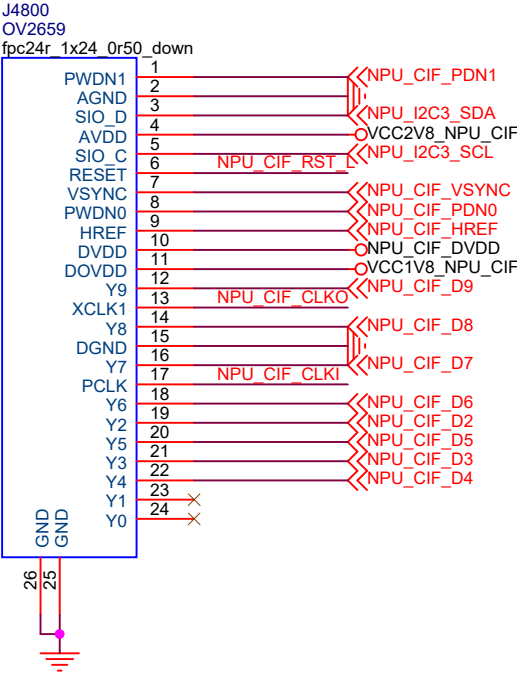 J4800
OV2659
fpc24r_1x24_0r50_down
PWDN1 1 NPU_CIF_PDN1
AGND 2
SIO_D 3 NPU_I2C3_SDA
AVDD 4 VCC2V8_NPU_CIF
SIO_C 5 NPU_I2C3_SCL
RESET 6 NPU_CIF_RST_L
VSYNC 7 NPU_CIF_VSYNC
PWDN0 8 NPU_CIF_PDN0
HREF 9 NPU_CIF_HREF
DVDD 10 NPU_CIF_DVDD
DOVDD 11 VCC1V8_NPU_CIF
Y9 12 NPU_CIF_D9
XCLK1 13 NPU_CIF_CLKO
Y8 14 NPU_CIF_D8
DGND 15
Y7 16 NPU_CIF_D7
PCLK 17 NPU_CIF_CLKI
Y6 18 NPU_CIF_D6
Y2 19 NPU_CIF_D2
Y5 20 NPU_CIF_D5
Y3 21 NPU_CIF_D3
Y4 22 NPU_CIF_D4
Y1 23
Y0 24
GND 26
GND 25